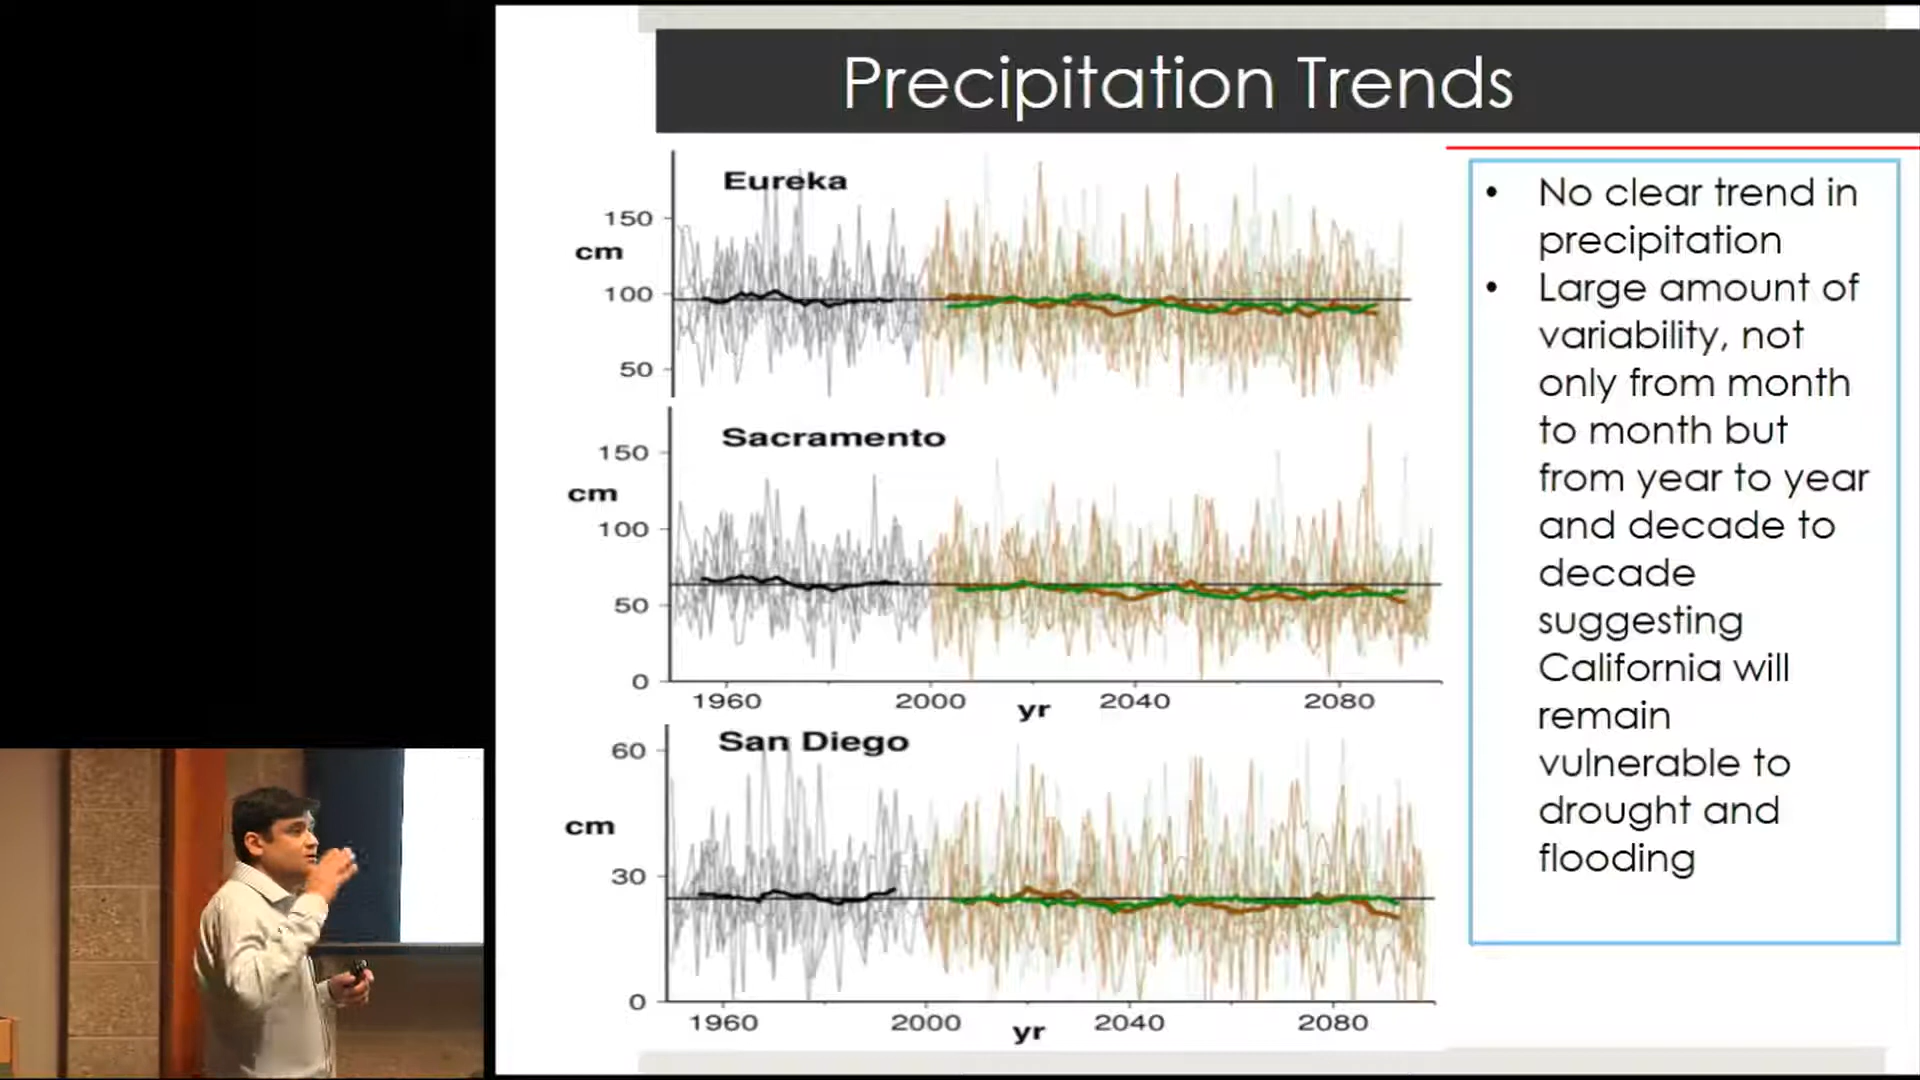 Precipitation Trends
Eureka
150
cm
100
50
Sacramento
150
cm
100
50
0
1960 2000 yr 2040 2080
San Diego
60
cm
30
0
1960 2000 yr 2040 2080
• No clear trend in
precipitation
• Large amount of
variability, not
only from month
to month but
from year to year
and decade to
decade
suggesting
California will
remain
vulnerable to
drought and
flooding